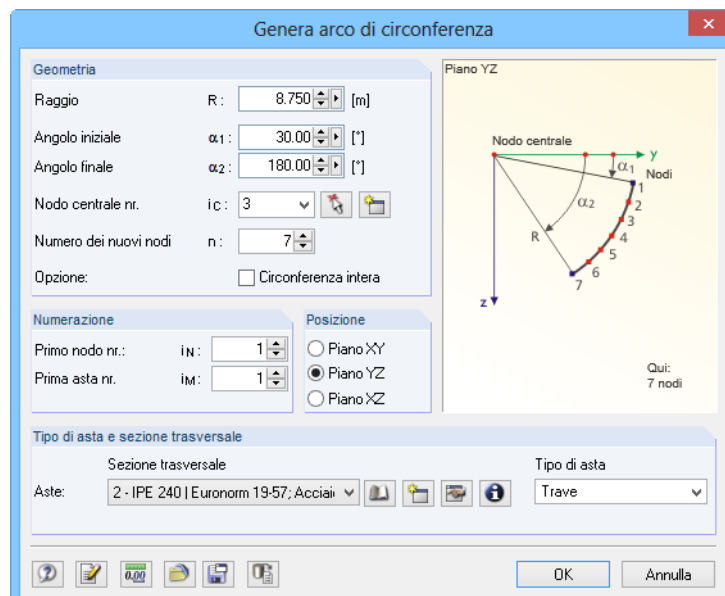 Genera arco di circonferenza
Geometria
Raggio R: 8.750 [m]
Angolo iniziale α1: 30.00 [°]
Angolo finale α2: 180.00 [°]
Nodo centrale nr. iC: 3
Numero dei nuovi nodi n: 7
Opzione: Circonferenza intera
Numerazione
Primo nodo nr.: iN: 1
Prima asta nr. iM: 1
Posizione
Piano XY
Piano YZ
Piano XZ
Piano YZ
Nodo centrale
y
α1
Nodi
1
2
3
4
5
6
7
α2
R
z
Qui:
7 nodi
Tipo di asta e sezione trasversale
Sezione trasversale
Tipo di asta
Aste: 2 - IPE 240 | Euronorm 19-57; Acciai
Trave
0.00
OK
Annulla